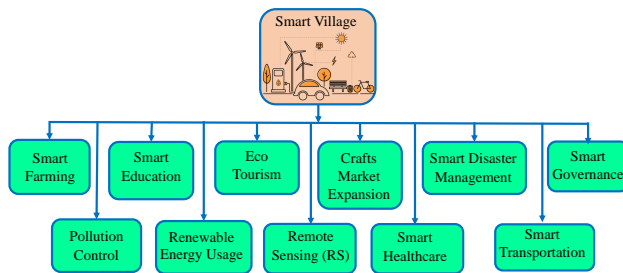 Smart Village
Smart
Farming
Smart
Education
Eco
Tourism
Crafts
Market
Expansion
Smart Disaster
Management
Smart
Governance
Pollution
Control
Renewable
Energy Usage
Remote
Sensing (RS)
Smart
Healthcare
Smart
Transportation